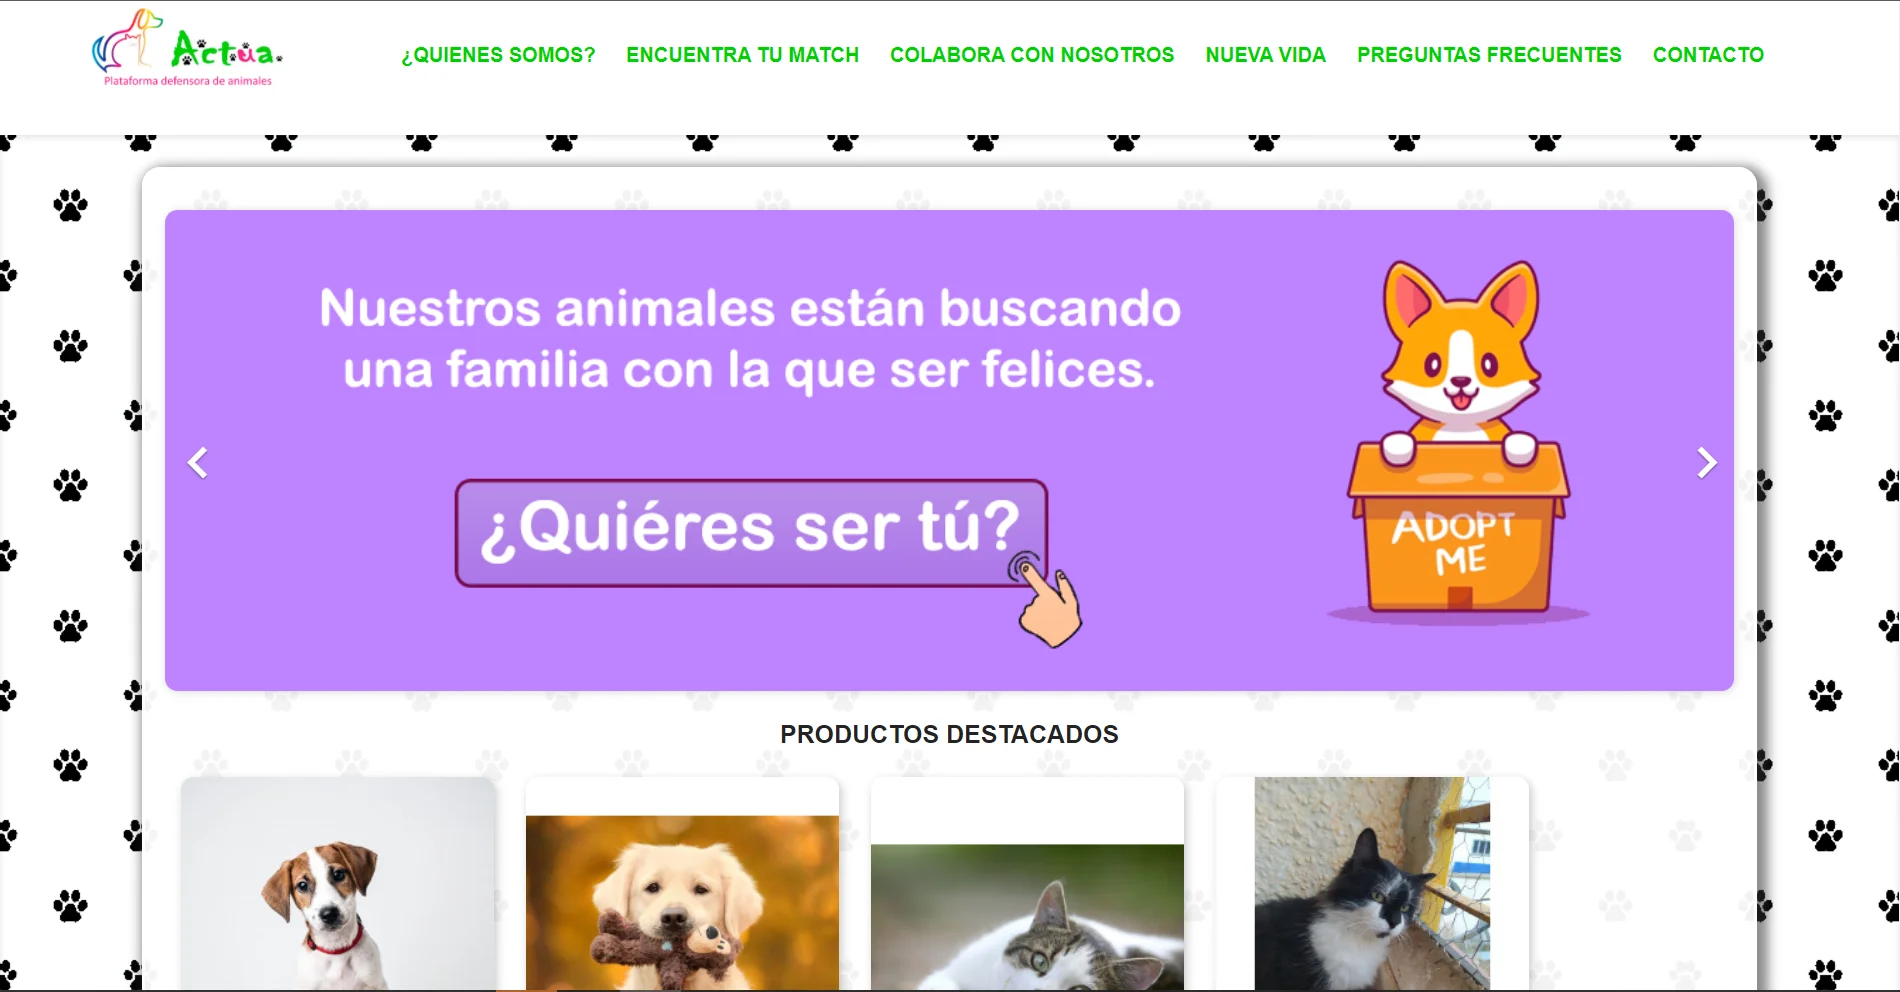 Actúa.
Plataforma defensora de animales
¿QUIENES SOMOS? ENCUENTRA TU MATCH COLABORA CON NOSOTROS NUEVA VIDA PREGUNTAS FRECUENTES CONTACTO
Nuestros animales están buscando
una familia con la que ser felices.
¿Quiéres ser tú?
ADOPT
ME
PRODUCTOS DESTACADOS